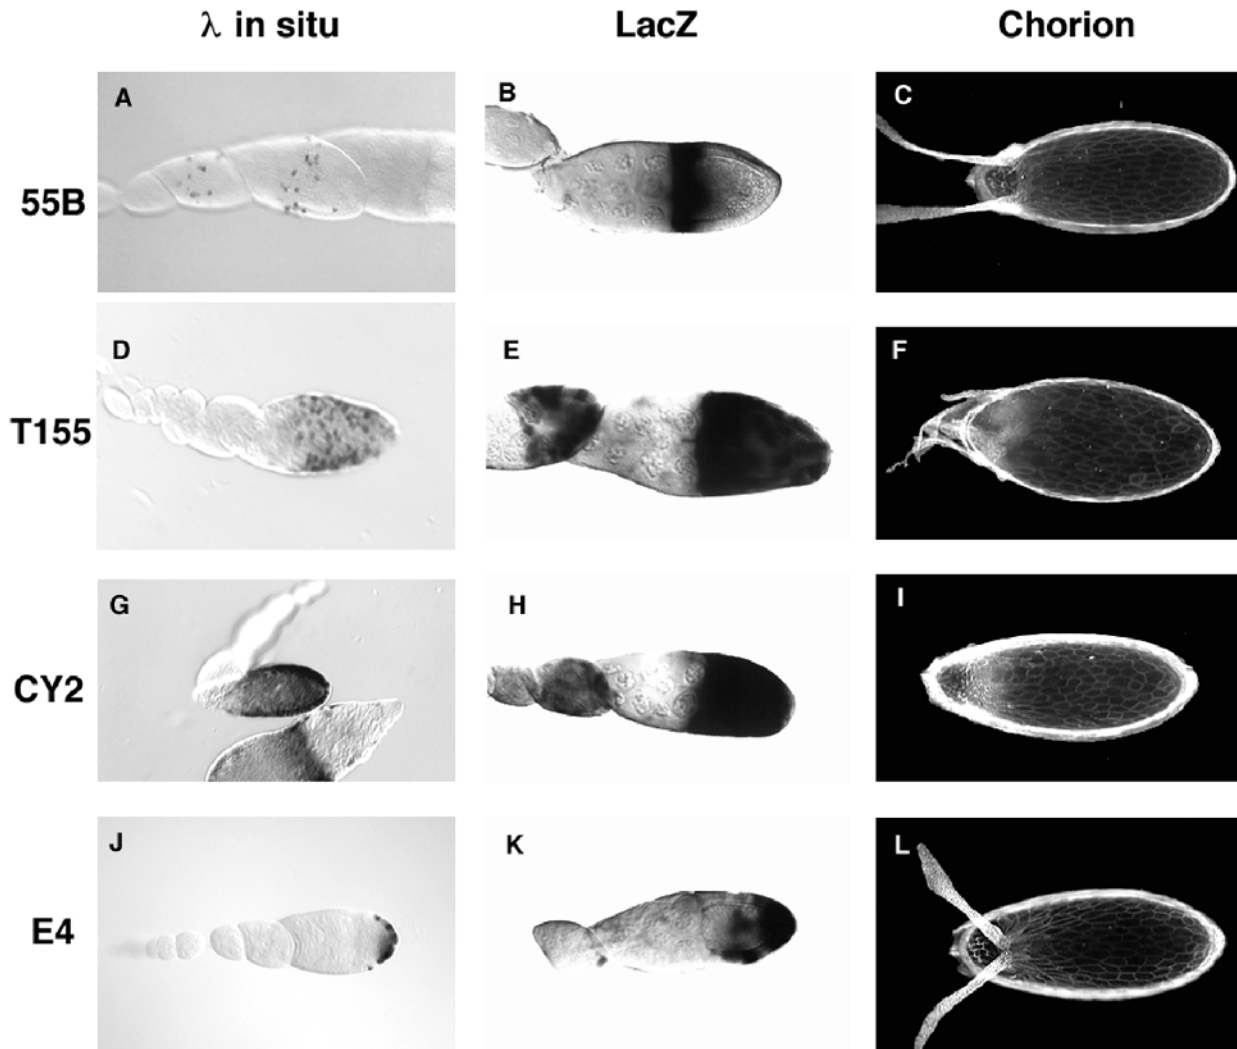 λ in situ LacZ Chorion
A B C
55B
D E F
T155
G H I
CY2
J K L
E4